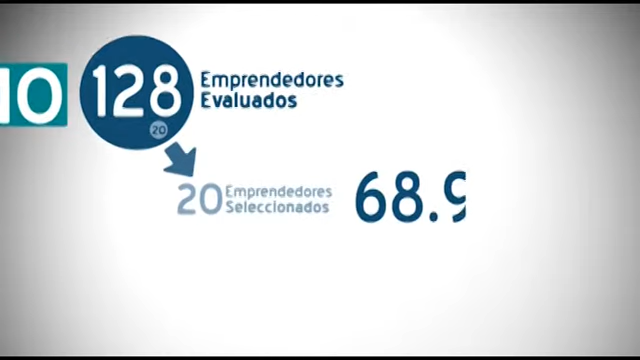 10
128
20
Emprendedores
Evaluados
20
Emprendedores
Seleccionados
68.9